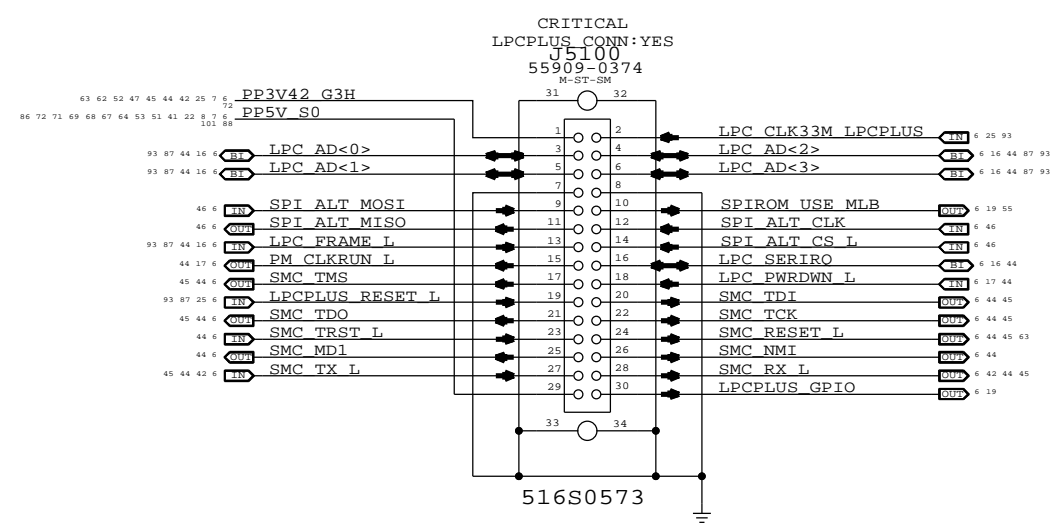 CRITICAL
LPCPLUS_CONN:YES
J5100
55909-0374
M-ST-SM
31 32
63 62 52 47 45 44 42 25 7 6 PP3V42_G3H
72
86 72 71 69 68 67 64 53 51 41 22 8 7 6 PP5V_S0
101 88
1 2 LPC_CLK33M_LPCPLUS IN 6 25 93
93 87 44 16 6 BI LPC_AD<0> 3 4 LPC_AD<2> BI 6 16 44 87 93
93 87 44 16 6 BI LPC_AD<1> 5 6 LPC_AD<3> BI 6 16 44 87 93
7 8
46 6 IN SPI_ALT_MOSI 9 10 SPIROM_USE_MLB OUT 6 19 55
46 6 OUT SPI_ALT_MISO 11 12 SPI_ALT_CLK IN 6 46
93 87 44 16 6 IN LPC_FRAME_L 13 14 SPI_ALT_CS_L IN 6 46
44 17 6 OUT PM_CLKRUN_L 15 16 LPC_SERIRQ BI 6 16 44
45 44 6 OUT SMC_TMS 17 18 LPC_PWRDWN_L IN 6 17 44
93 87 25 6 IN LPCPLUS_RESET_L 19 20 SMC_TDI OUT 6 44 45
45 44 6 OUT SMC_TDO 21 22 SMC_TCK OUT 6 44 45
44 6 IN SMC_TRST_L 23 24 SMC_RESET_L OUT 6 44 45 63
44 6 OUT SMC_MD1 25 26 SMC_NMI OUT 6 44
45 44 42 6 IN SMC_TX_L 27 28 SMC_RX_L OUT 6 42 44 45
29 30 LPCPLUS_GPIO OUT 6 19
33 34
516S0573